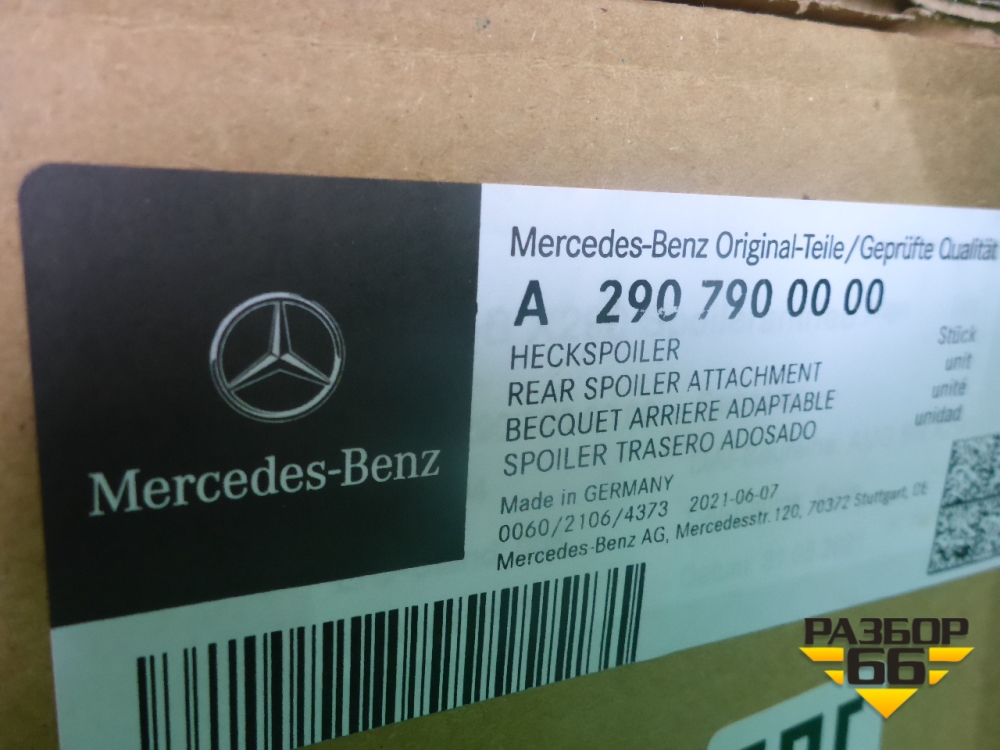 Mercedes-Benz
Mercedes-Benz Original-Teile/Geprüfte Qualität
A 290 790 00 00
HECKSPOILER
REAR SPOILER ATTACHMENT
BECQUET ARRIERE ADAPTABLE
SPOILER TRASERO ADOSADO
Stück
unit
unité
unidad
Made in GERMANY
0060/2106/4373 2021-06-07
Mercedes-Benz AG, Mercedesstr. 120, 70372 Stuttgart, DE
РАЗБОР
66